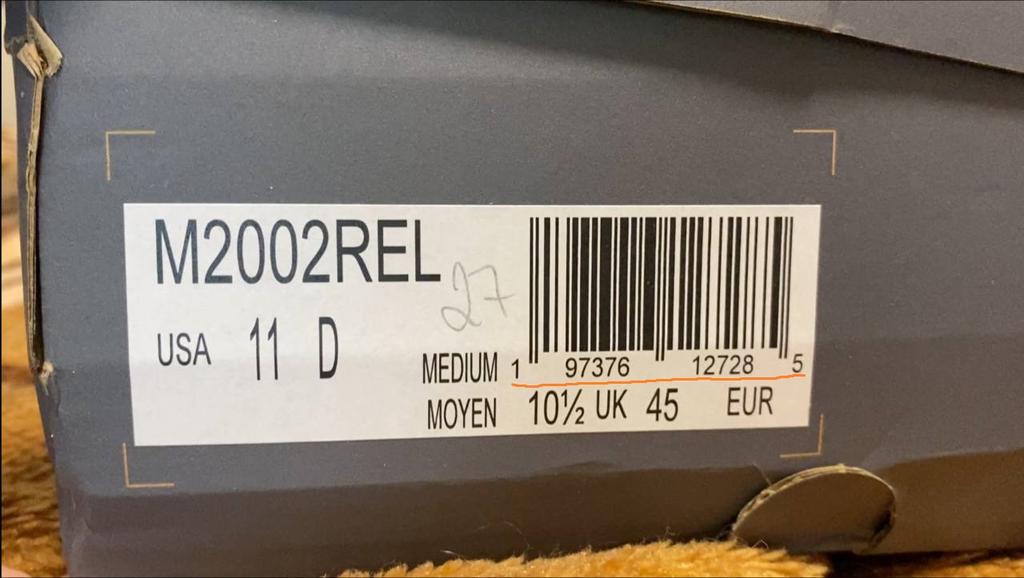 M2002REL
27
USA 11 D
MEDIUM 1 97376 12728 5
MOYEN 10½ UK 45 EUR